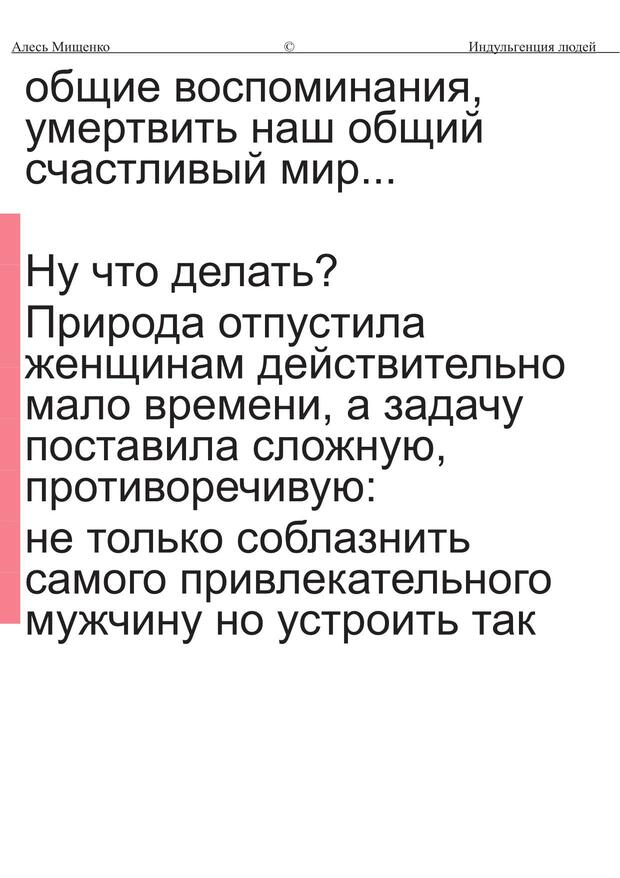 Алесь Мищенко © Индульгенция людей
общие воспоминания,
умертвить наш общий
счастливый мир...
Ну что делать?
Природа отпустила
женщинам действительно
мало времени, а задачу
поставила сложную,
противоречивую:
не только соблазнить
самого привлекательного
мужчину но устроить так